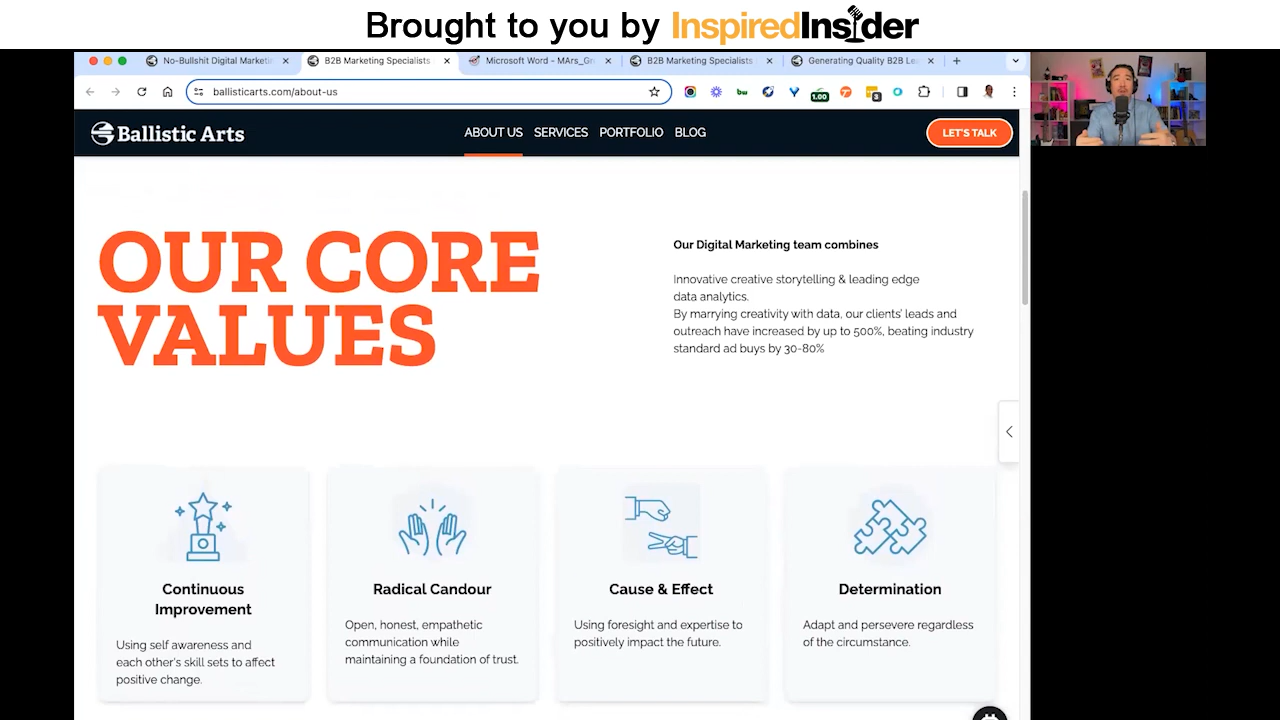 Brought to you by InspiredInsider
No-Bullshit Digital Marketin
B2B Marketing Specialists
Microsoft Word - MArs_Gr
B2B Marketing Specialists
Generating Quality B2B Le
ballisticarts.com/about-us
1.00
Ballistic Arts
ABOUT US SERVICES PORTFOLIO BLOG
LET'S TALK
OUR CORE
VALUES
Our Digital Marketing team combines
Innovative creative storytelling & leading edge
data analytics.
By marrying creativity with data, our clients' leads and
outreach have increased by up to 500%, beating industry
standard ad buys by 30-80%
Continuous
Improvement
Using self awareness and
each other's skill sets to affect
positive change.
Radical Candour
Open, honest, empathetic
communication while
maintaining a foundation of trust.
Cause & Effect
Using foresight and expertise to
positively impact the future.
Determination
Adapt and persevere regardless
of the circumstance.